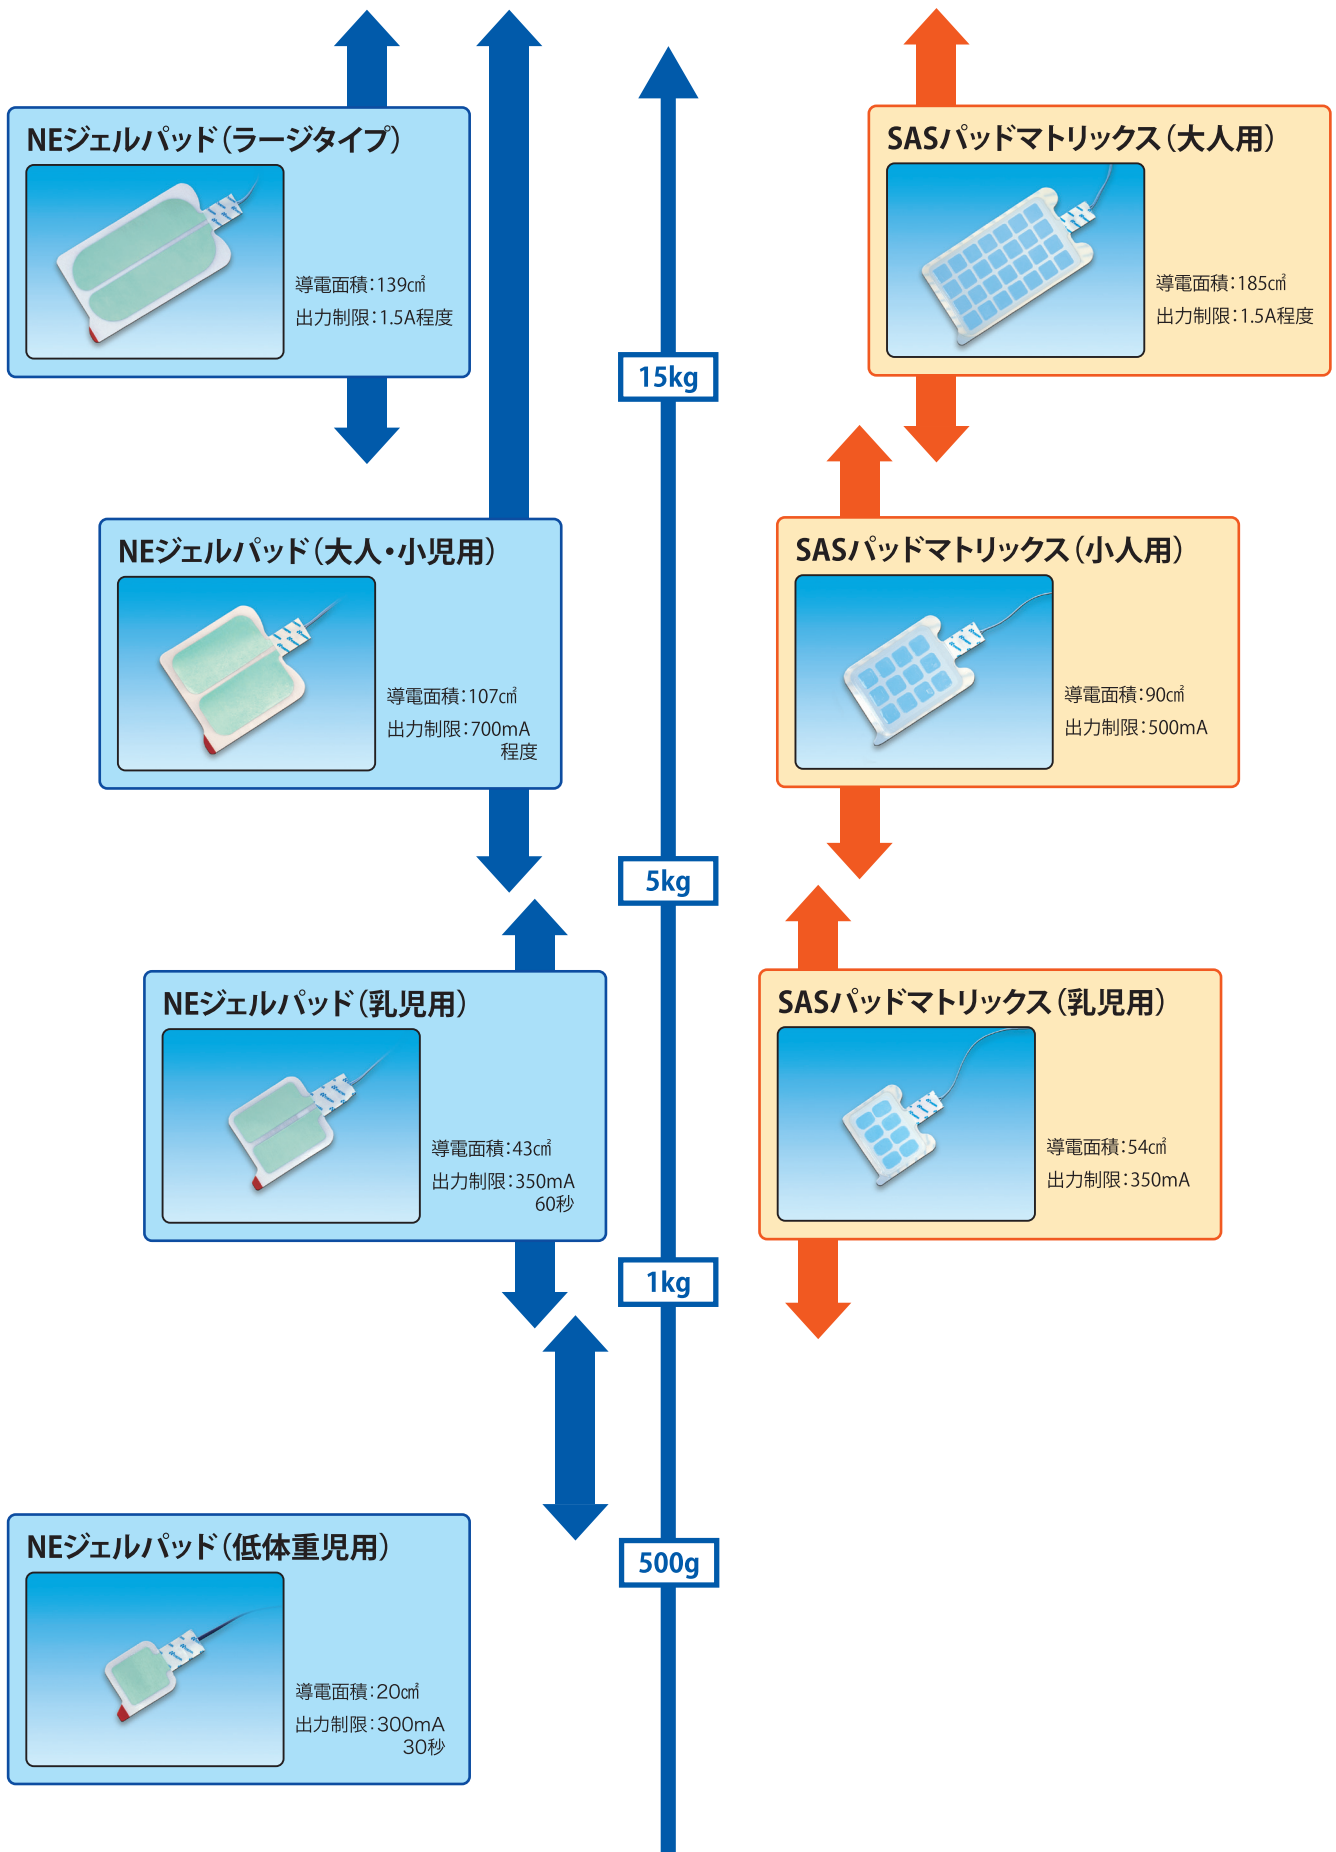 NEジェルパッド（ラージタイプ）
導電面積：139c㎡
出力制限：1.5A程度
SASパッドマトリックス（大人用）
導電面積：185c㎡
出力制限：1.5A程度
15kg
NEジェルパッド（大人・小児用）
導電面積：107c㎡
出力制限：700mA
程度
SASパッドマトリックス（小人用）
導電面積：90c㎡
出力制限：500mA
5kg
NEジェルパッド（乳児用）
導電面積：43c㎡
出力制限：350mA
60秒
SASパッドマトリックス（乳児用）
導電面積：54c㎡
出力制限：350mA
1kg
NEジェルパッド（低体重児用）
導電面積：20c㎡
出力制限：300mA
30秒
500g